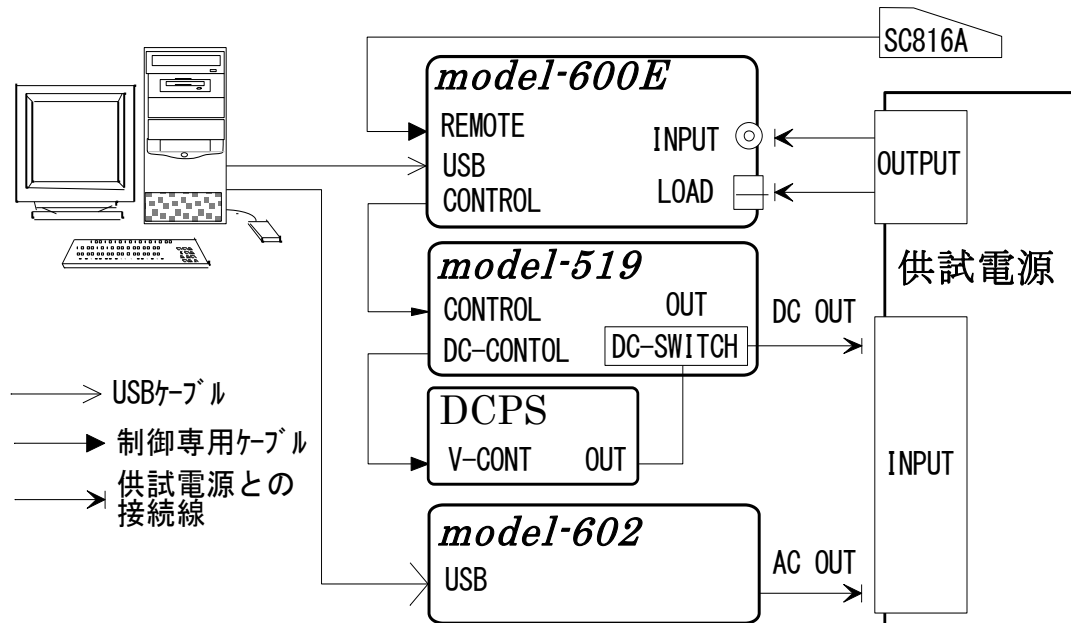 SC816A
model-600E
REMOTE
INPUT
USB
LOAD
CONTROL
OUTPUT
供試電源
model-519
CONTROL
OUT
DC OUT
DC-CONTOL
DC-SWITCH
USBｹｰﾌﾞﾙ
制御専用ｹｰﾌﾞﾙ
供試電源との
接続線
DCPS
V-CONT
OUT
INPUT
model-602
USB
AC OUT